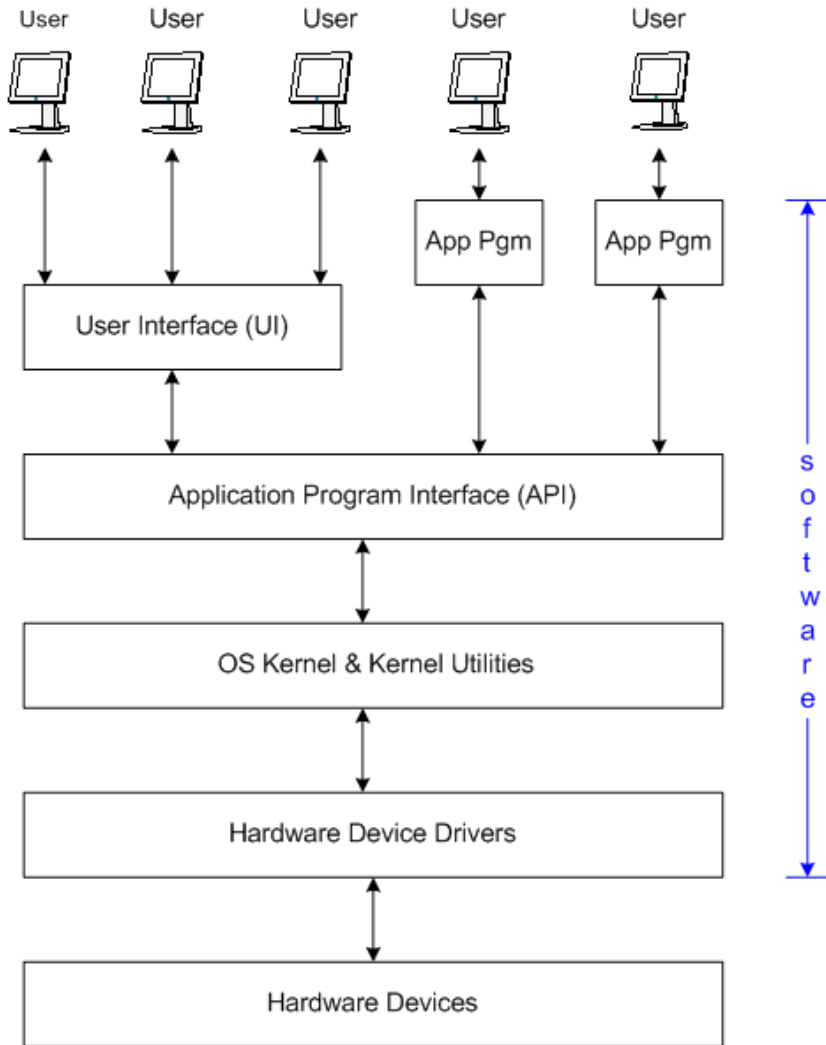 User User User User User
App Pgm App Pgm
User Interface (UI)
Application Program Interface (API)
OS Kernel & Kernel Utilities
Hardware Device Drivers
Hardware Devices
software